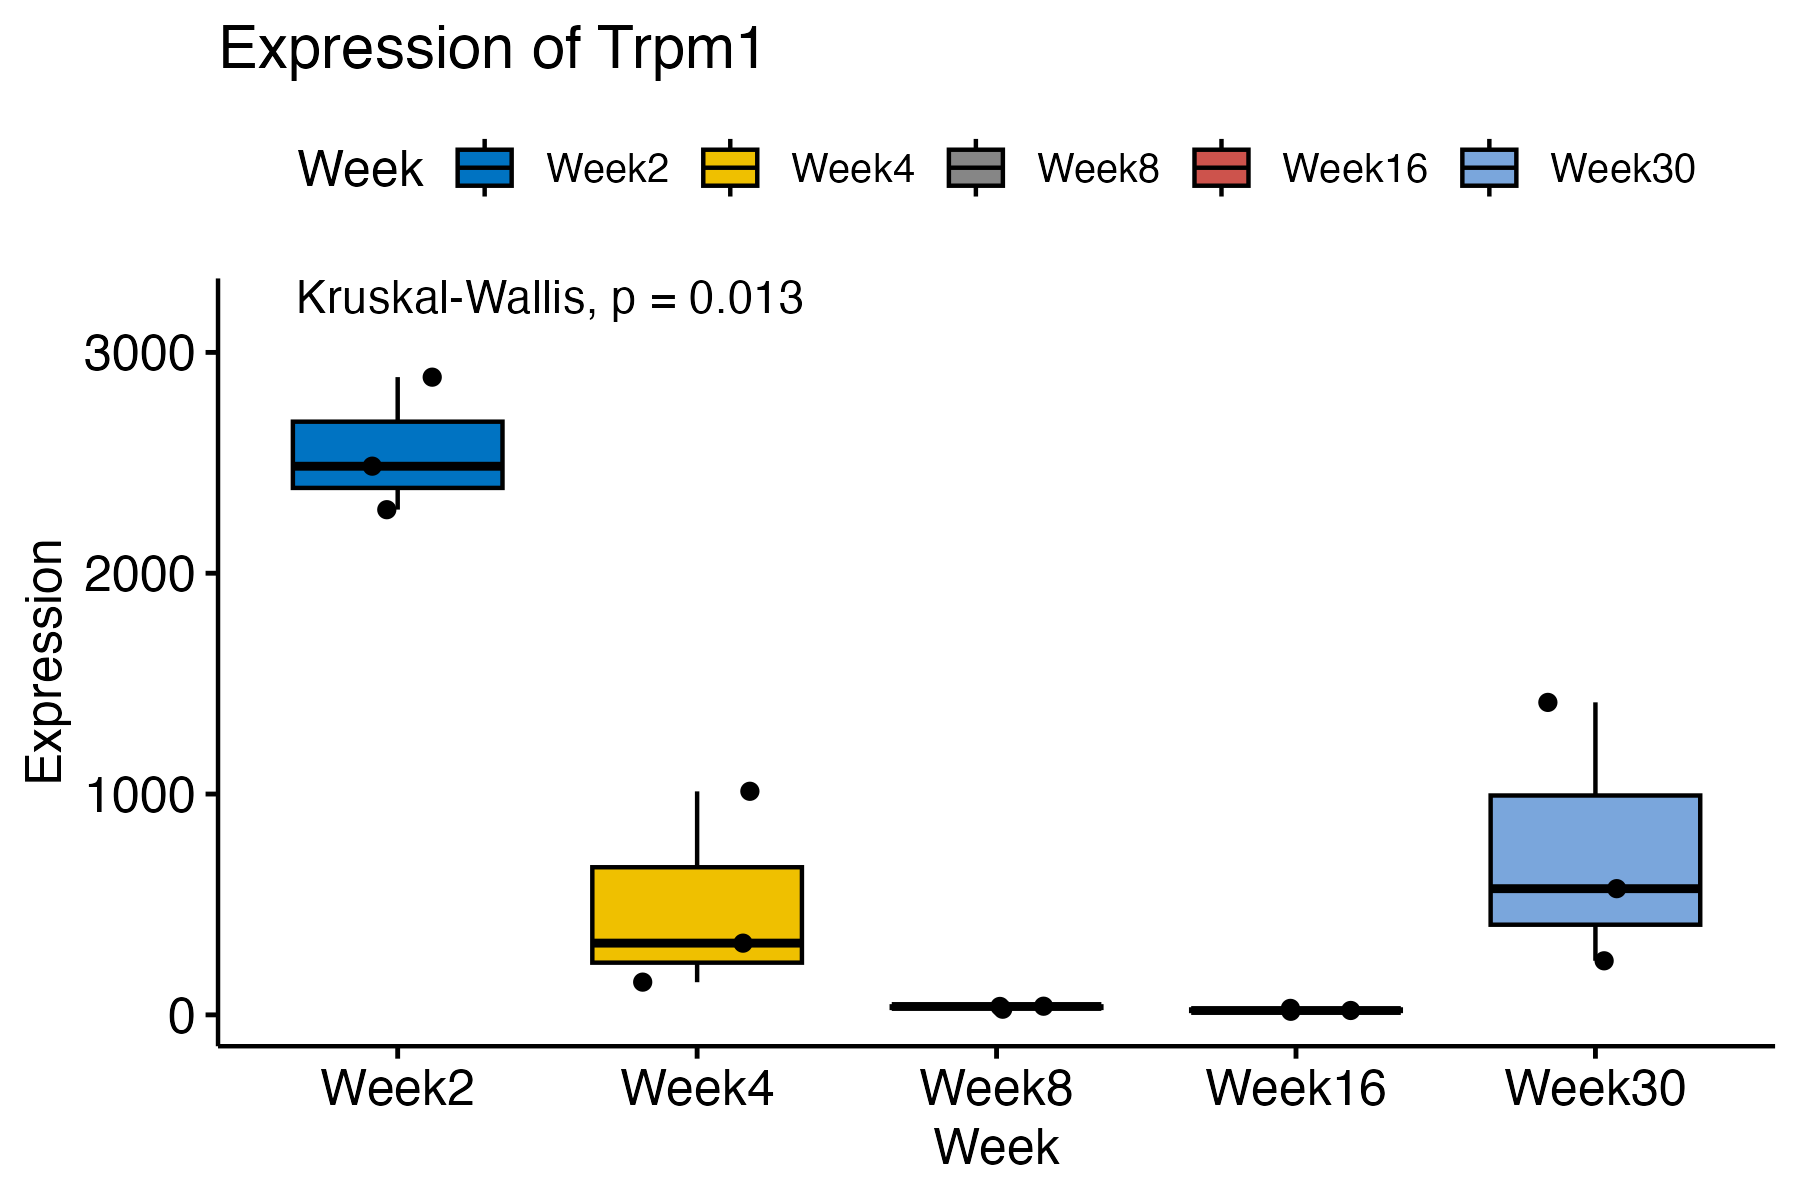 Expression of Trpm1
Week Week2 Week4 Week8 Week16 Week30
Kruskal-Wallis, p = 0.013
3000
2000
1000
0
Expression
Week2 Week4 Week8 Week16 Week30
Week